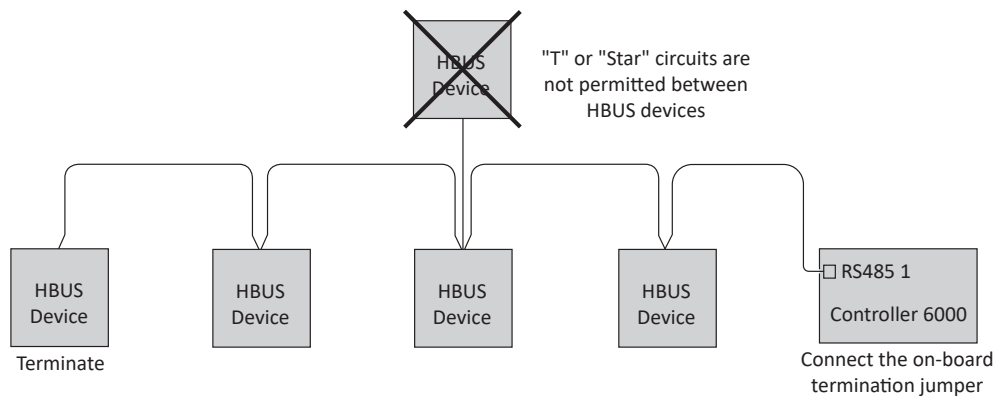 HBUS
Device
"T" or "Star" circuits are
not permitted between
HBUS devices
HBUS
Device
Terminate
HBUS
Device
HBUS
Device
HBUS
Device
RS485 1
Controller 6000
Connect the on-board
termination jumper